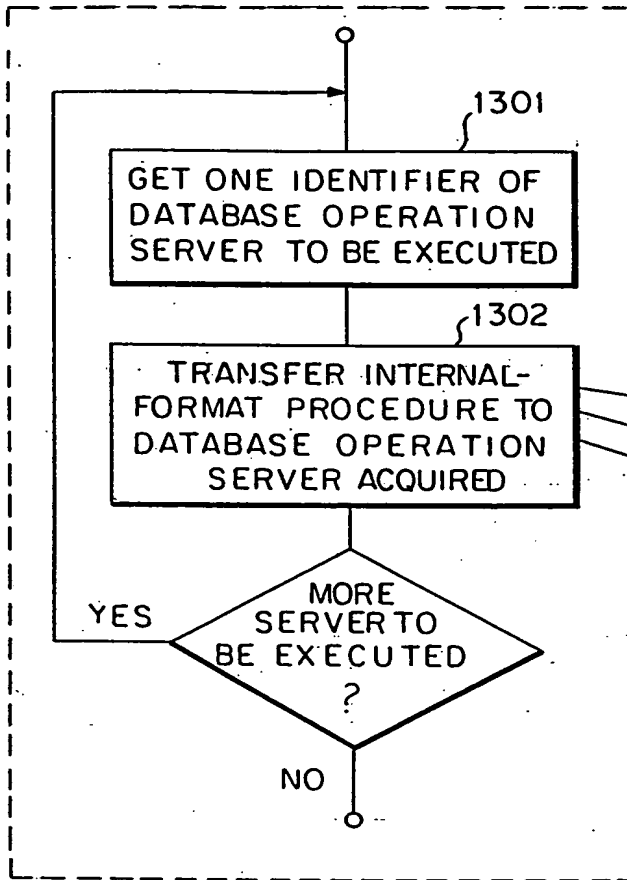 1301
GET ONE IDENTIFIER OF
DATABASE OPERATION
SERVER TO BE EXECUTED
1302
TRANSFER INTERNAL-
FORMAT PROCEDURE TO
DATABASE OPERATION
SERVER ACQUIRED
MORE
SERVER TO
BE EXECUTED
?
YES
NO